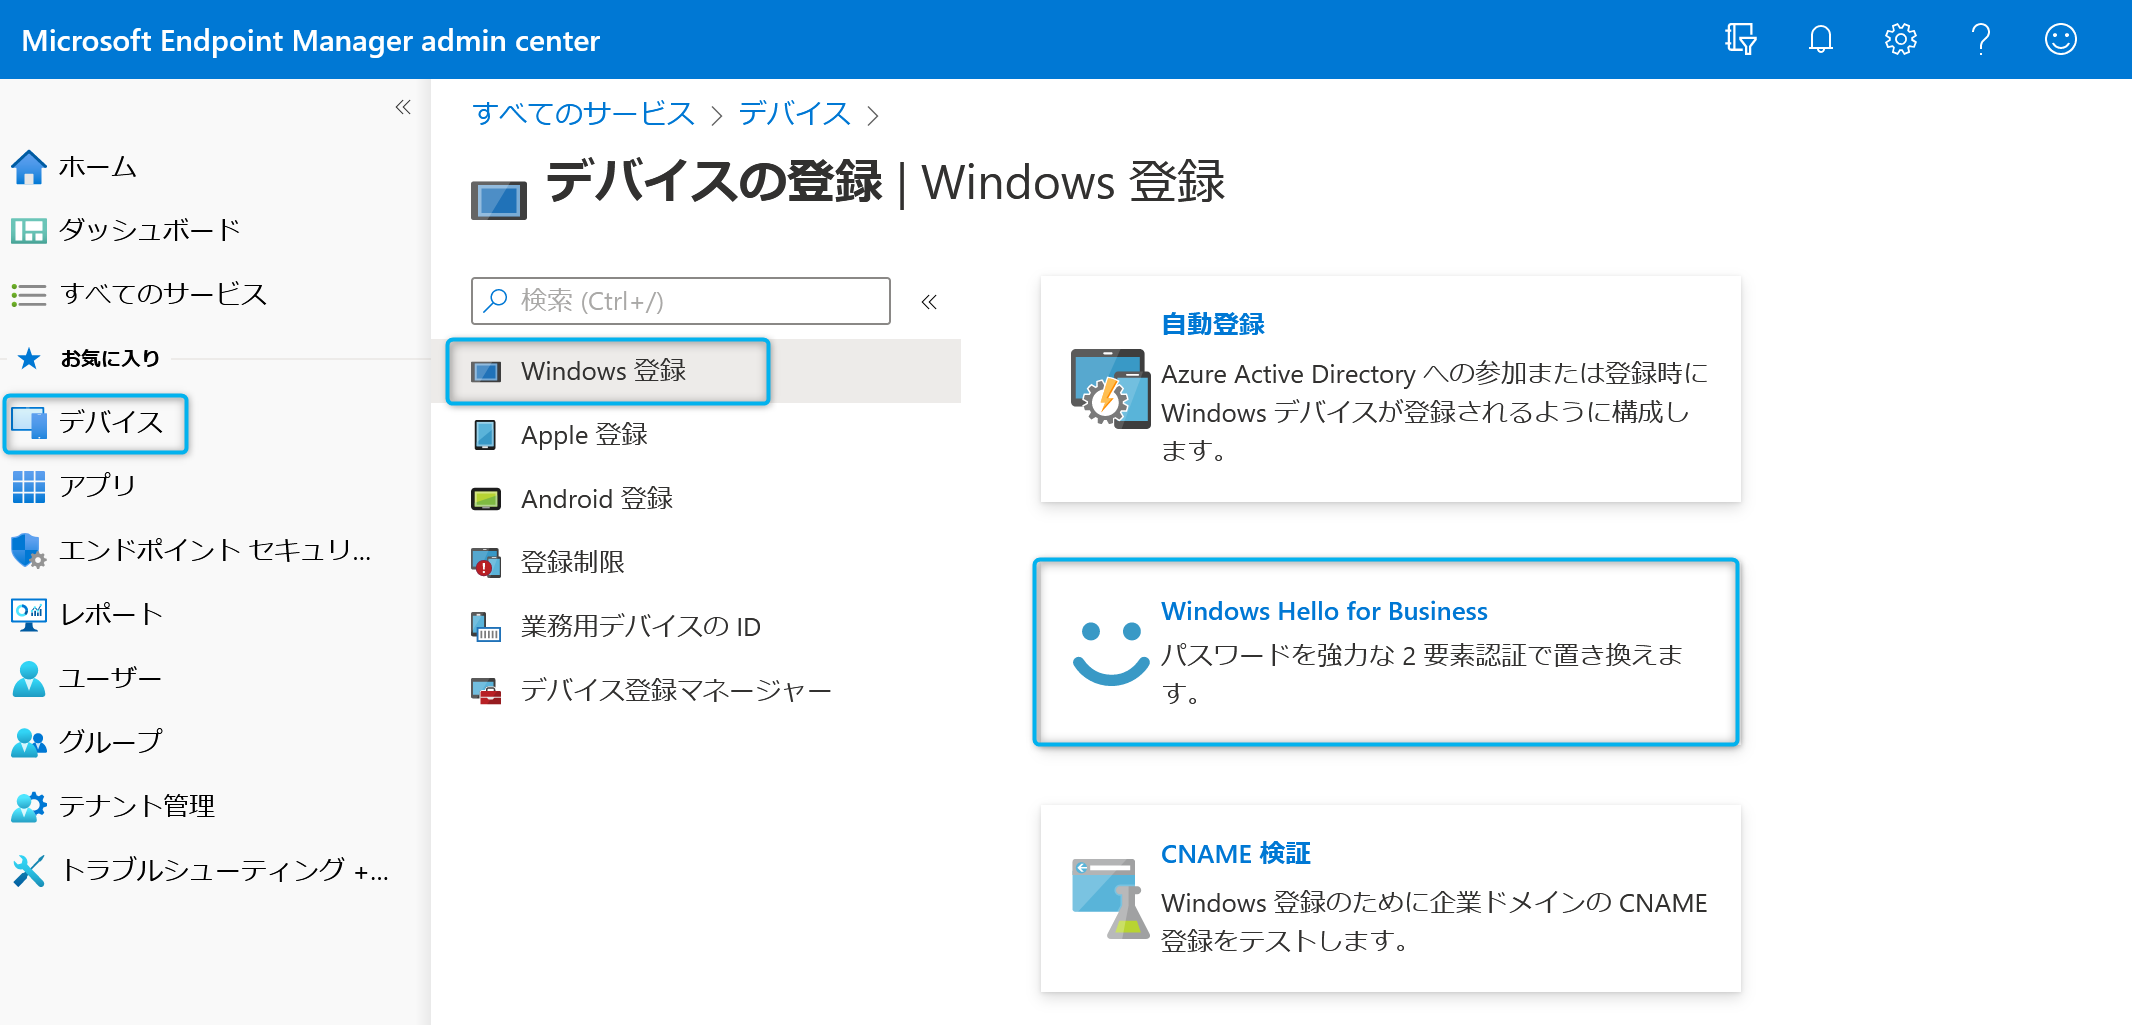 Microsoft Endpoint Manager admin center
ホーム
ダッシュボード
すべてのサービス
お気に入り
デバイス
アプリ
エンドポイント セキュリ...
レポート
ユーザー
グループ
テナント管理
トラブルシューティング +...
すべてのサービス > デバイス >
デバイスの登録 | Windows 登録
検索 (Ctrl+/)
Windows 登録
Apple 登録
Android 登録
登録制限
業務用デバイスの ID
デバイス登録マネージャー
自動登録
Azure Active Directory への参加または登録時に
Windows デバイスが登録されるように構成し
ます。
Windows Hello for Business
パスワードを強力な 2 要素認証で置き換えま
す。
CNAME 検証
Windows 登録のために企業ドメインの CNAME
登録をテストします。